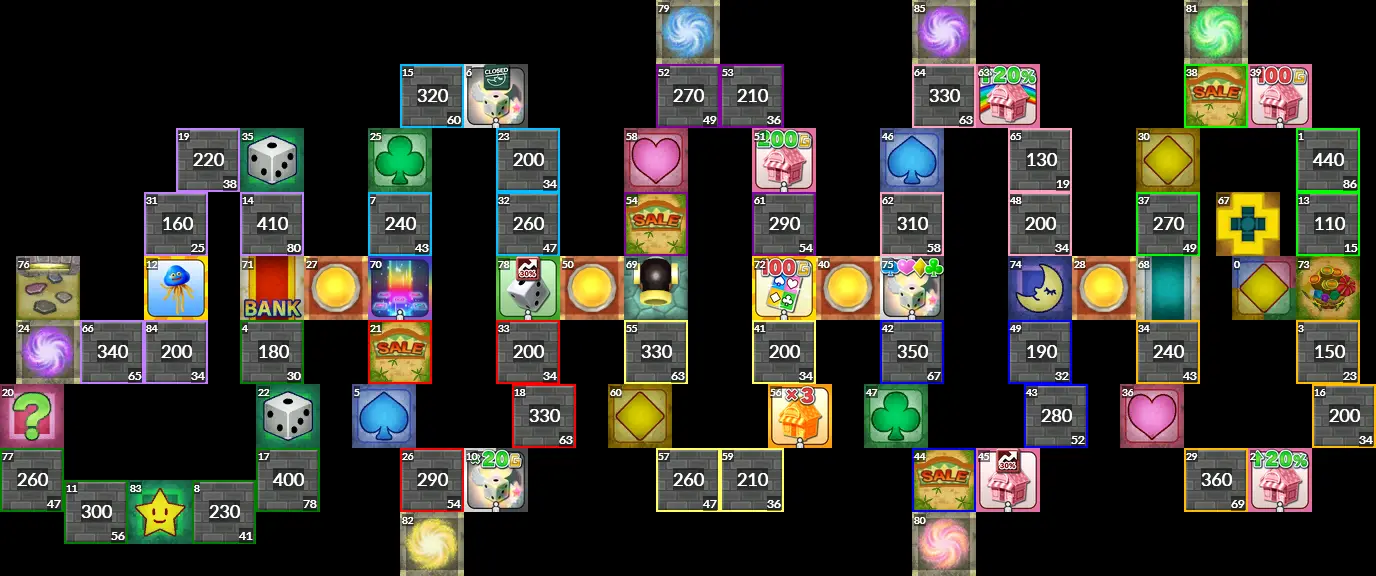 79 85 81
15 320 60 6 CLOSED 52 270 49 53 210 36 64 330 63 63 ↑20% 38 SALE 39 100G
19 220 38 35 25 23 200 34 58 51 200G 46 65 130 19 30 1 440 86
31 160 25 14 410 80 7 240 43 32 260 47 54 SALE 61 290 54 62 310 58 48 200 34 37 270 49 67 13 110 15
76 12 71 BANK 27 70 78 30% 50 69 72 100G 40 75 74 28 68 0 73
24 66 340 65 84 200 34 4 180 30 21 SALE 33 200 34 55 330 63 41 200 34 42 350 67 49 190 32 34 240 43 3 150 23
20 ? 22 5 18 330 63 60 56 ×3 47 43 280 52 36 16 200 34
77 260 47 17 400 78 26 290 54 10 ×20G 57 260 47 59 210 36 44 SALE 45 30% 29 360 69 2 ↑20%
11 300 56 83 8 230 41
82 80